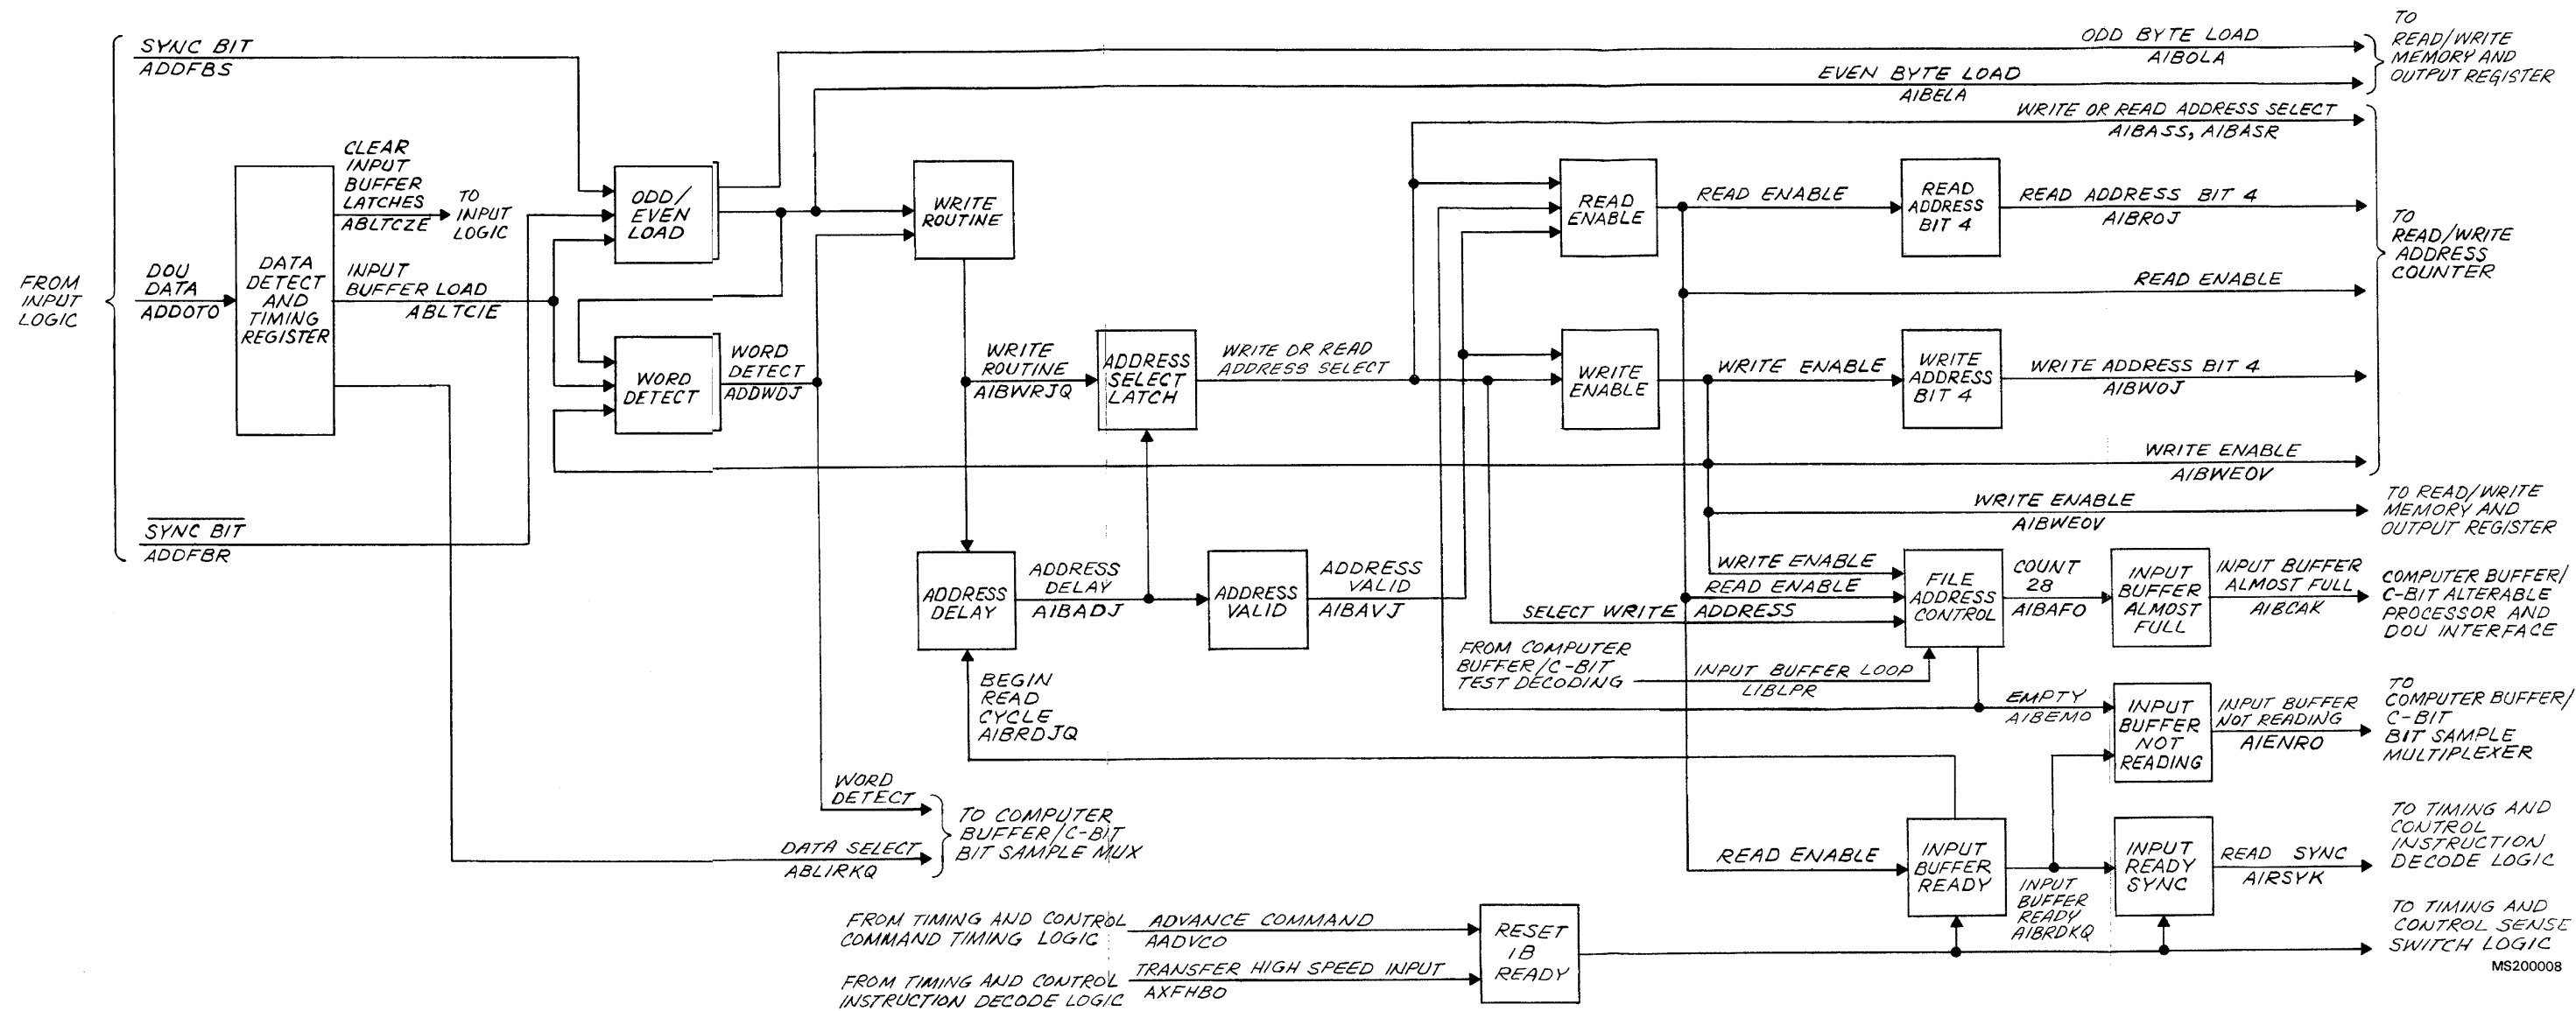 FROM
INPUT
LOGIC
SYNC BIT
ADDFBS
DOU
DATA
ADDOTO
SYNC BIT
ADDFBR
DATA
DETECT
AND
TIMING
REGISTER
CLEAR
INPUT
BUFFER
LATCHES
ABLTCZE
TO
INPUT
LOGIC
INPUT
BUFFER LOAD
ABLTCIE
ODD/
EVEN
LOAD
WORD
DETECT
WORD
DETECT
ADDWDJ
WRITE
ROUTINE
WRITE
ROUTINE
AIBWRJQ
ADDRESS
SELECT
LATCH
WRITE OR READ
ADDRESS SELECT
ADDRESS
DELAY
ADDRESS
DELAY
AIBADJ
ADDRESS
VALID
ADDRESS
VALID
AIBAVJ
BEGIN
READ
CYCLE
AIBRDJQ
WORD
DETECT
DATA SELECT
ABLIRKQ
TO COMPUTER
BUFFER/C-BIT
BIT SAMPLE MUX
FROM TIMING AND CONTROL
COMMAND TIMING LOGIC
ADVANCE COMMAND
AADVCO
FROM TIMING AND CONTROL
INSTRUCTION DECODE LOGIC
TRANSFER HIGH SPEED INPUT
AXFHBO
RESET
IB
READY
ODD BYTE LOAD
AIBOLA
EVEN BYTE LOAD
AIBELA
TO
READ/WRITE
MEMORY AND
OUTPUT REGISTER
WRITE OR READ ADDRESS SELECT
AIBASS, AIBASR
READ
ENABLE
READ ENABLE
READ
ADDRESS
BIT 4
READ ADDRESS BIT 4
AIBROJ
READ ENABLE
TO
READ/WRITE
ADDRESS
COUNTER
WRITE
ENABLE
WRITE ENABLE
WRITE
ADDRESS
BIT 4
WRITE ADDRESS BIT 4
AIBWOJ
WRITE ENABLE
AIBWEOV
WRITE ENABLE
AIBWEOV
TO READ/WRITE
MEMORY AND
OUTPUT REGISTER
WRITE ENABLE
READ ENABLE
SELECT WRITE ADDRESS
FROM COMPUTER
BUFFER/C-BIT
TEST DECODING
INPUT BUFFER LOOP
LIBLPR
FILE
ADDRESS
CONTROL
COUNT
28
AIBAFO
INPUT
BUFFER
ALMOST
FULL
INPUT BUFFER
ALMOST FULL
AIBCAK
COMPUTER BUFFER/
C-BIT ALTERABLE
PROCESSOR AND
DOU INTERFACE
EMPTY
AIBEMO
INPUT
BUFFER
NOT
READING
INPUT BUFFER
NOT READING
AIENRO
TO
COMPUTER BUFFER/
C-BIT
BIT SAMPLE
MULTIPLEXER
READ ENABLE
INPUT
BUFFER
READY
INPUT
BUFFER
READY
AIBRDKQ
INPUT
READY
SYNC
READ SYNC
AIRSYK
TO TIMING AND
CONTROL
INSTRUCTION
DECODE LOGIC
TO TIMING AND
CONTROL SENSE
SWITCH LOGIC
MS200008